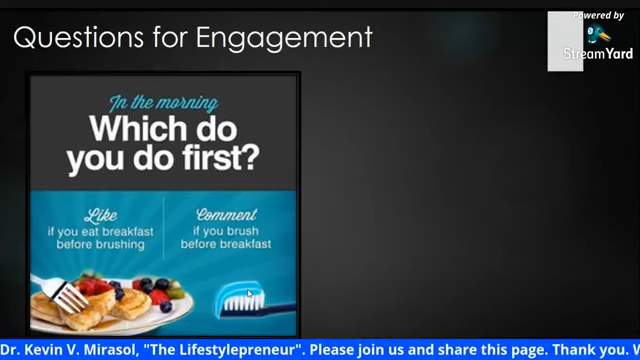 Powered by
Questions for Engagement
StreamYard
In the morning
Which do
you do first?
Like
if you eat breakfast
before brushing
Comment
if you brush
before breakfast
Dr. Kevin V. Mirasol, "The Lifestylepreneur". Please join us and share this page. Thank you.